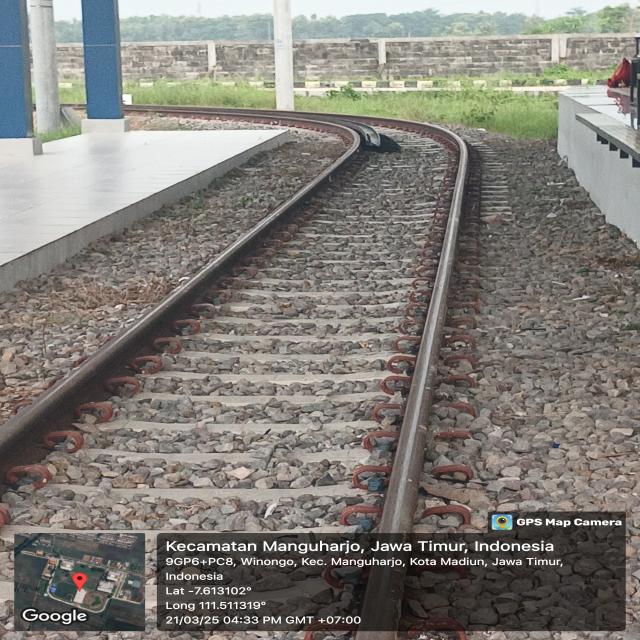 GPS Map Camera
Kecamatan Manguharjo, Jawa Timur, Indonesia
9GP6+PC8, Winongo, Kec. Manguharjo, Kota Madiun, Jawa Timur,
Indonesia
Lat -7.613102°
Long 111.511319°
21/03/25 04:33 PM GMT +07:00
Google